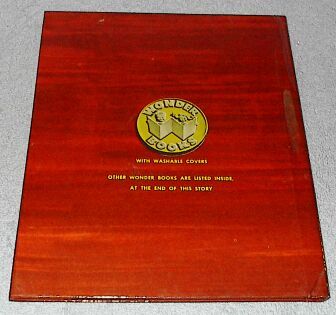 WONDER
BOOKS
WITH WASHABLE COVERS
OTHER WONDER BOOKS ARE LISTED INSIDE,
AT THE END OF THIS STORY